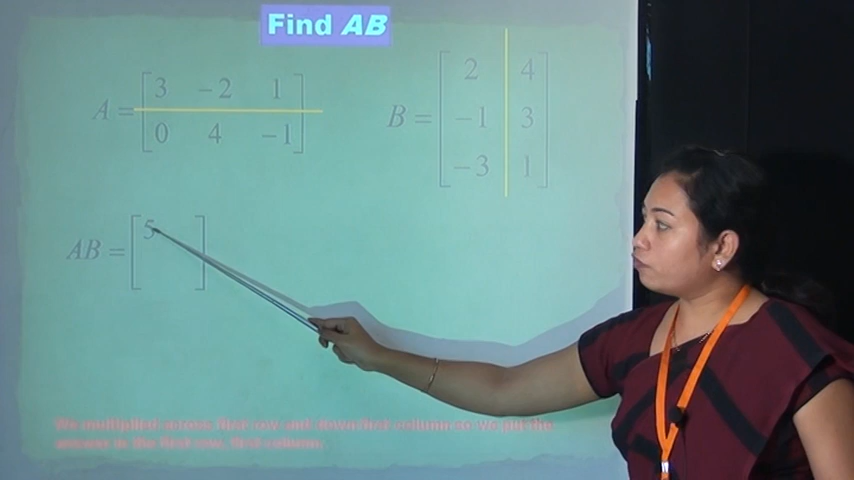 Find AB
A = [3 -2 1
0 4 -1]
B = [2 4
-1 3
-3 1]
AB = [5 ]
We multiplied across first row and down first column so we put the
answer in the first row, first column.